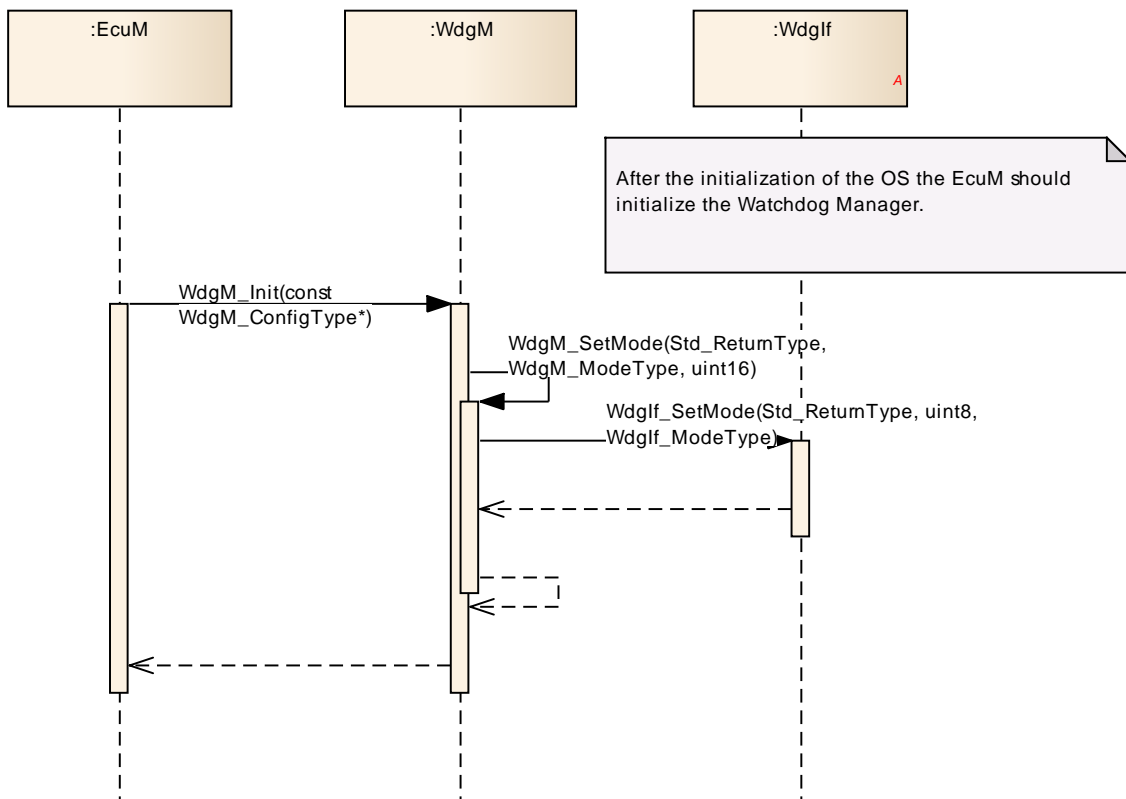 :EcuM
:WdgM
:WdgIf
A
After the initialization of the OS the EcuM should
initialize the Watchdog Manager.
WdgM_Init(const
WdgM_ConfigType*)
WdgM_SetMode(Std_ReturnType,
WdgM_ModeType, uint16)
WdgIf_SetMode(Std_ReturnType, uint8,
WdgIf_ModeType)